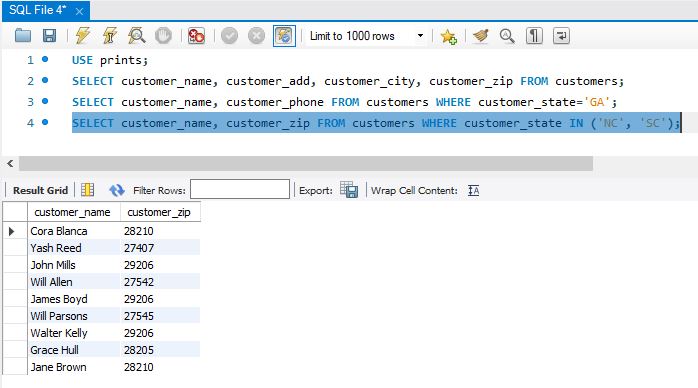 SQL File 4*
Limit to 1000 rows
1 USE prints;
2 SELECT customer_name, customer_add, customer_city, customer_zip FROM customers;
3 SELECT customer_name, customer_phone FROM customers WHERE customer_state='GA';
4 SELECT customer_name, customer_zip FROM customers WHERE customer_state IN ('NC', 'SC');
Result Grid Filter Rows: Export: Wrap Cell Content: IA
customer_name customer_zip
Cora Blanca 28210
Yash Reed 27407
John Mills 29206
Will Allen 27542
James Boyd 29206
Will Parsons 27545
Walter Kelly 29206
Grace Hull 28205
Jane Brown 28210